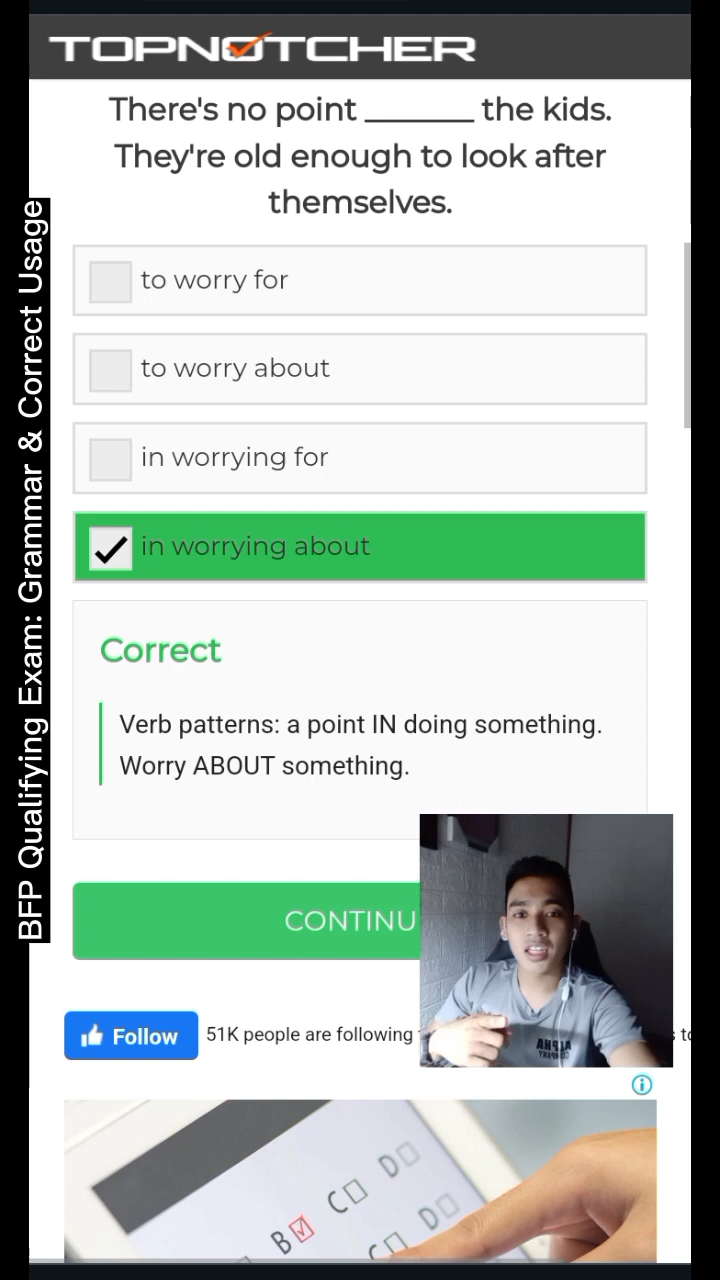 TOPNOTCHER
There's no point _______ the kids.
They're old enough to look after
themselves.
to worry for
to worry about
in worrying for
in worrying about
Correct
Verb patterns: a point IN doing something.
Worry ABOUT something.
CONTINU
Follow
51K people are following
BFP Qualifying Exam: Grammar & Correct Usage
ALPHA
COMPANY
B C D
C D